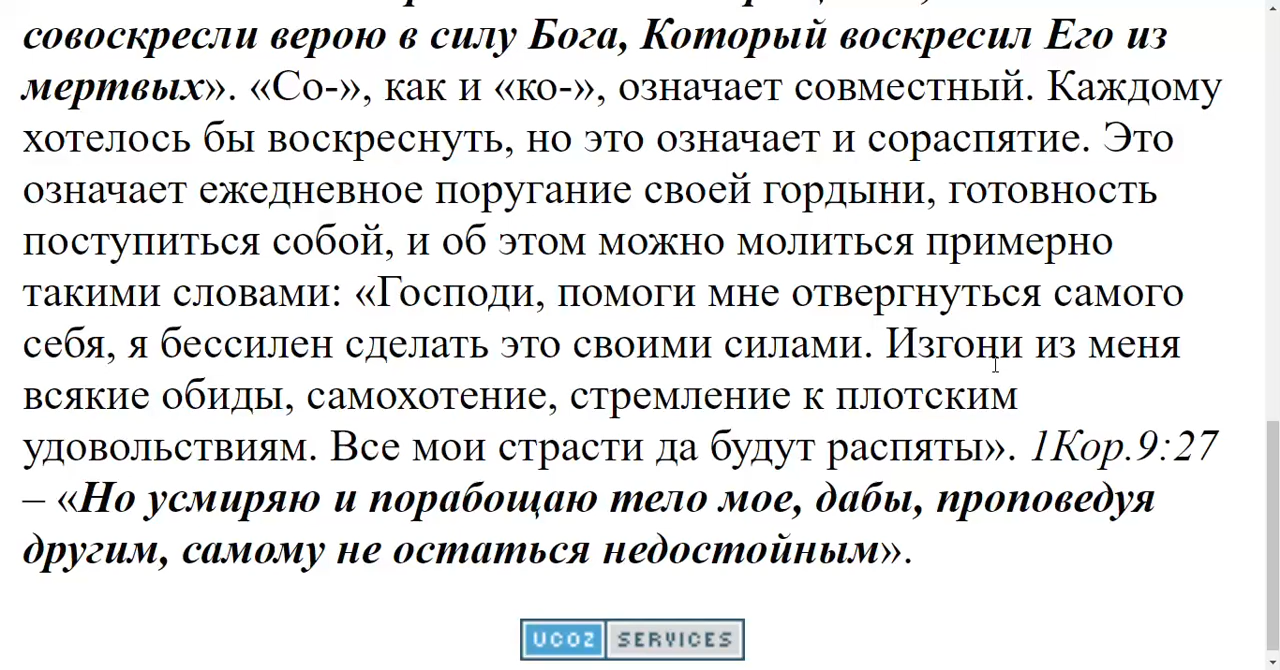 совоскресли верою в силу Бога, Который воскресил Его из
мертвых». «Со-», как и «ко-», означает совместный. Каждому
хотелось бы воскреснуть, но это означает и сораспятие. Это
означает ежедневное поругание своей гордыни, готовность
поступиться собой, и об этом можно молиться примерно
такими словами: «Господи, помоги мне отвергнуться самого
себя, я бессилен сделать это своими силами. Изгони из меня
всякие обиды, самохотение, стремление к плотским
удовольствиям. Все мои страсти да будут распяты». 1Кор.9:27
– «Но усмиряю и порабощаю тело мое, дабы, проповедуя
другим, самому не остаться недостойным».
UCOZ SERVICES